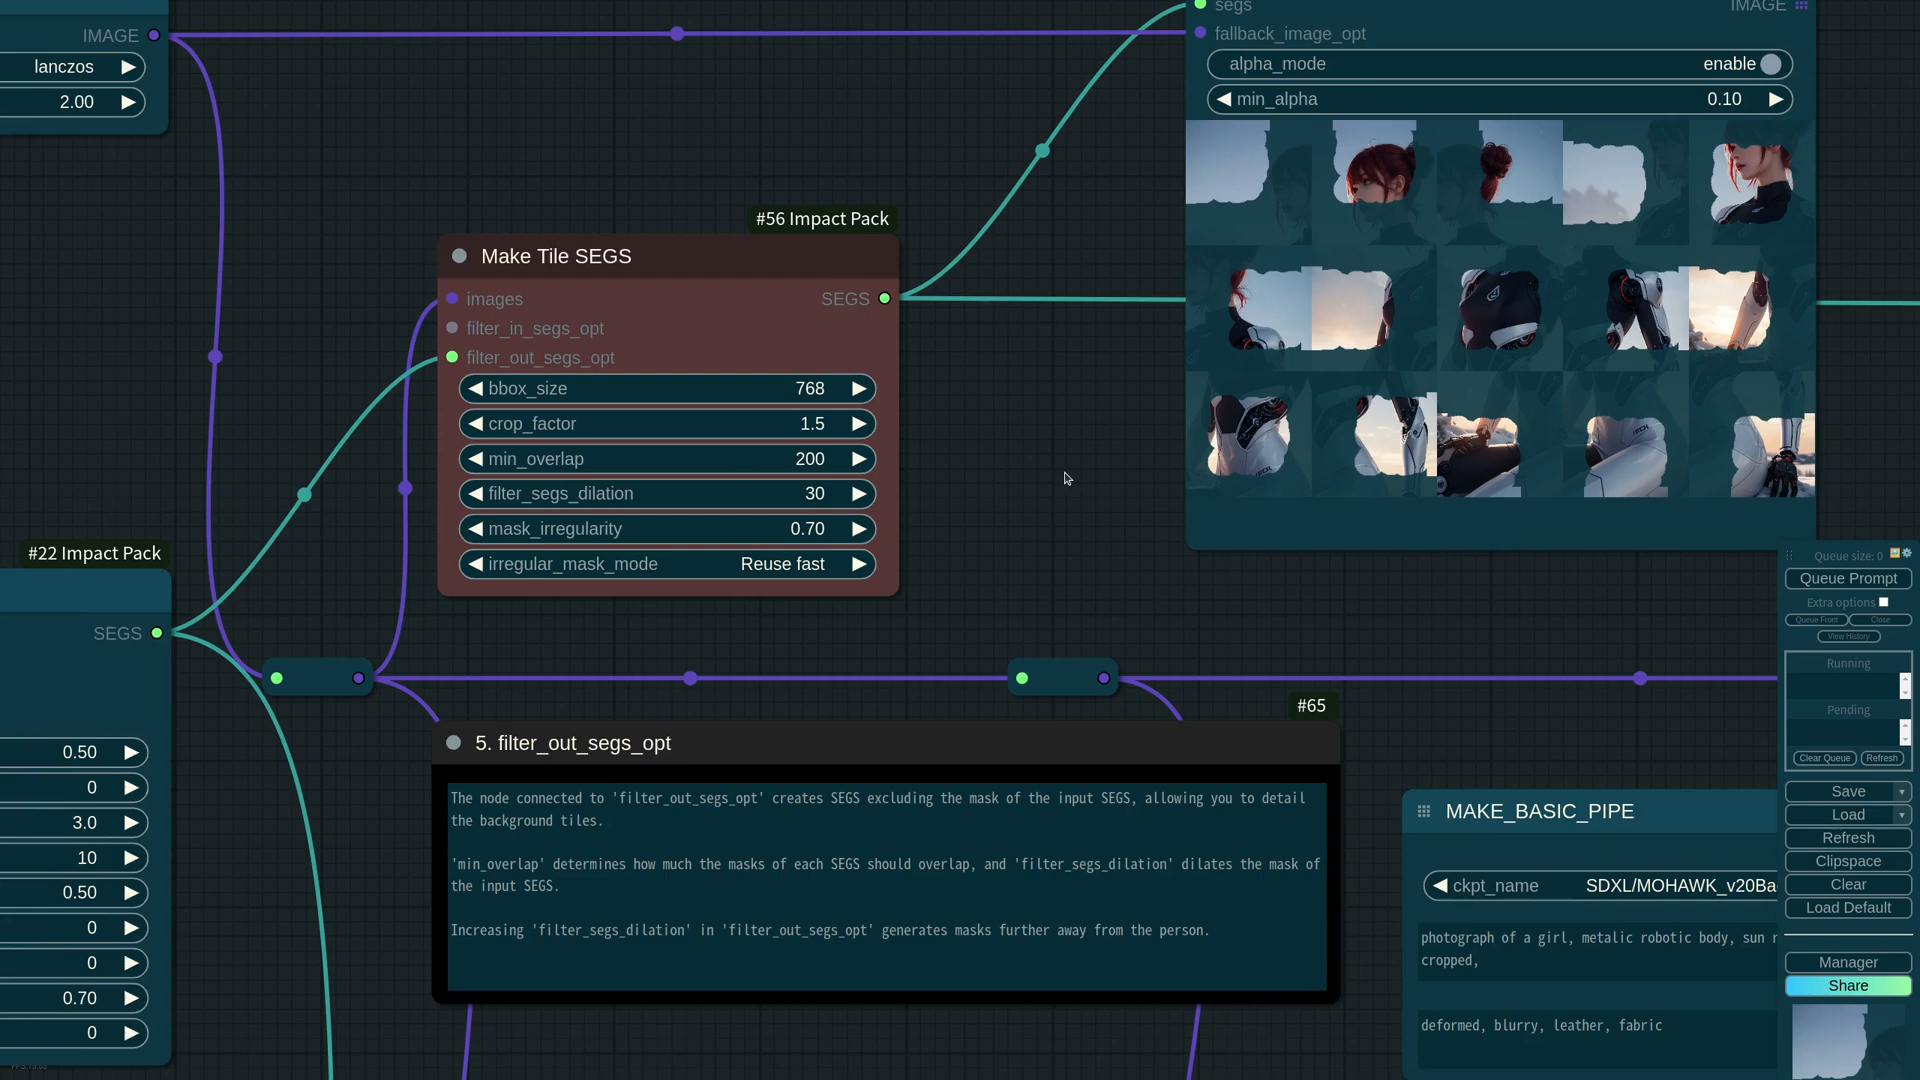 IMAGE
lanczos
2.00
segs
IMAGE
fallback_image_opt
alpha_mode
enable
min_alpha
0.10
#56 Impact Pack
Make Tile SEGS
images
SEGS
filter_in_segs_opt
filter_out_segs_opt
bbox_size
768
crop_factor
1.5
min_overlap
200
filter_segs_dilation
30
mask_irregularity
0.70
irregular_mask_mode
Reuse fast
#22 Impact Pack
SEGS
0.50
0
3.0
10
0.50
0
0
0.70
0
#65
5. filter_out_segs_opt
The node connected to 'filter_out_segs_opt' creates SEGS excluding the mask of the input SEGS, allowing you to detail
the background tiles.
'min_overlap' determines how much the masks of each SEGS should overlap, and 'filter_segs_dilation' dilates the mask of
the input SEGS.
Increasing 'filter_segs_dilation' in 'filter_out_segs_opt' generates masks further away from the person.
MAKE_BASIC_PIPE
ckpt_name
SDXL/MOHAWK_v20Ba
photograph of a girl, metalic robotic body, sun r
cropped,
deformed, blurry, leather, fabric
Queue size: 0
Queue Prompt
Extra options
Queue Front
Close
View History
Running
Pending
Clear Queue
Refresh
Save
Load
Refresh
Clipspace
Clear
Load Default
Manager
Share